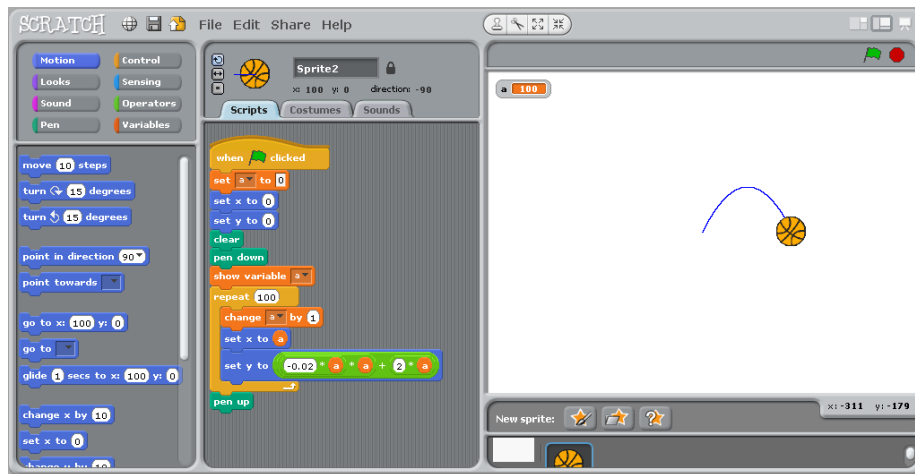 SCRATCH File Edit Share Help
Motion Control
Looks Sensing
Sound Operators
Pen Variables
move 10 steps
turn 15 degrees
turn 15 degrees
point in direction 90
point towards
go to x: 100 y: 0
go to
glide 1 secs to x: 100 y: 0
change x by 10
set x to 0
change y by 10
Sprite2
x: 100 y: 0 direction: -90
Scripts Costumes Sounds
when clicked
set a to 0
set x to 0
set y to 0
clear
pen down
show variable a
repeat 100
change a by 1
set x to a
set y to -0.02 * a * a + 2 * a
pen up
a 100
x: -311 y: -179
New sprite: